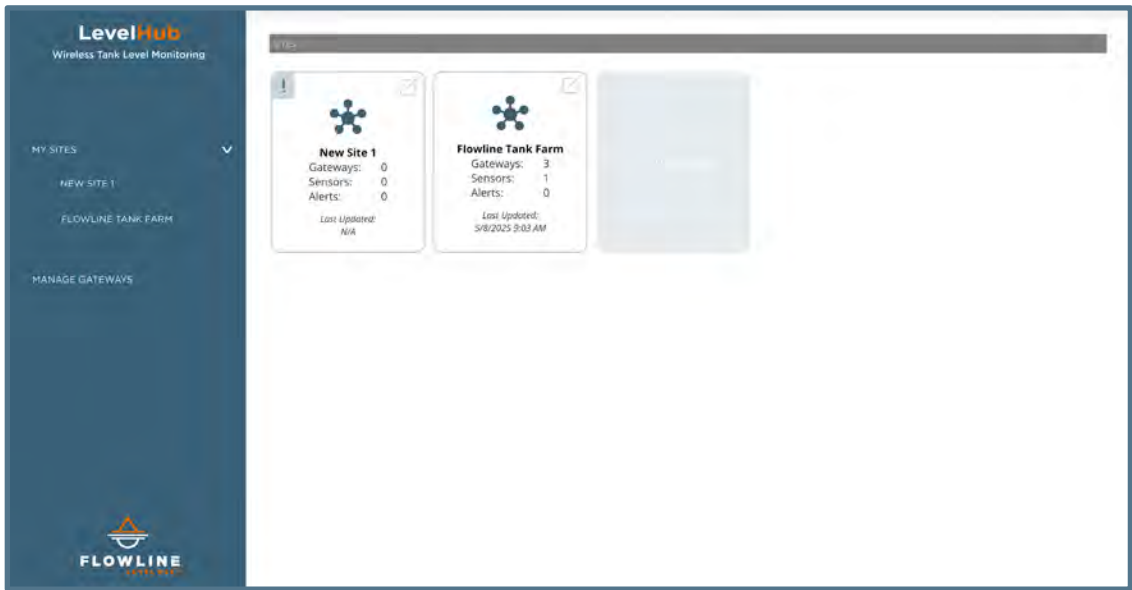 LevelHub
Wireless Tank Level Monitoring
MY SITES
NEW SITE 1
FLOWLINE TANK FARM
MANAGE GATEWAYS
FLOWLINE
SITES
!
New Site 1
Gateways: 0
Sensors: 0
Alerts: 0
Last Updated:
N/A
Flowline Tank Farm
Gateways: 3
Sensors: 1
Alerts: 0
Last Updated:
5/8/2025 9:03 AM